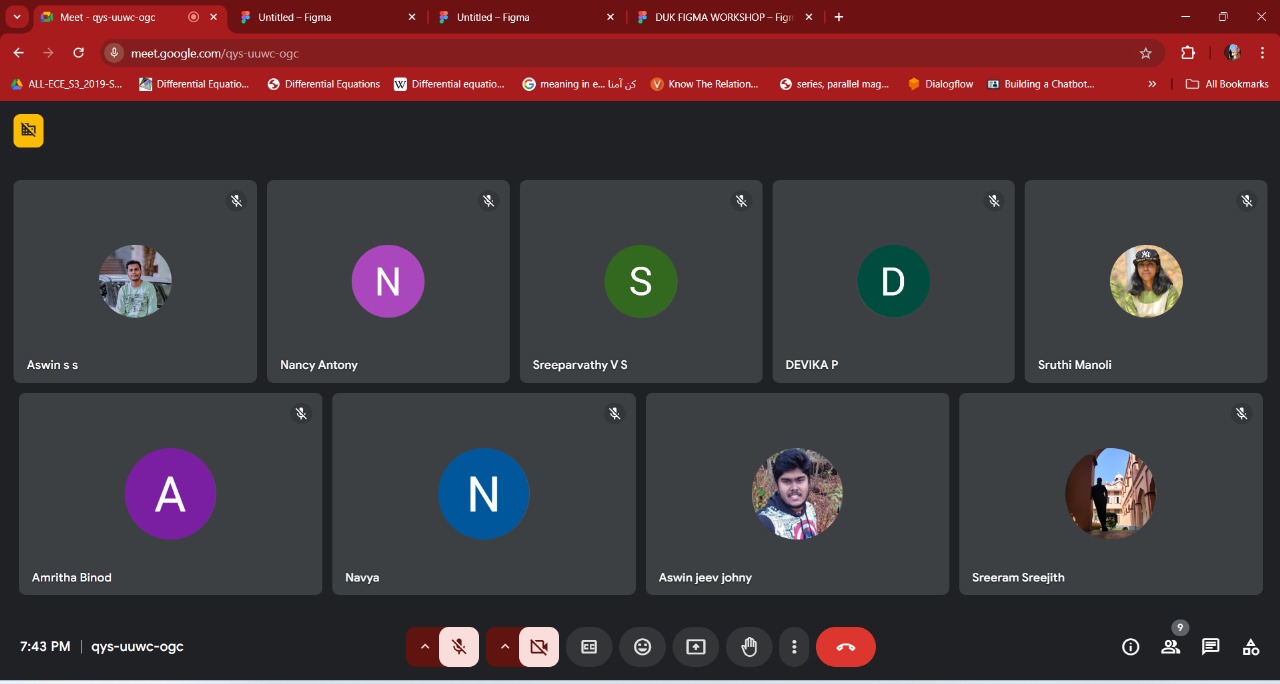 Meet - qys-uuwc-ogc
Untitled – Figma
Untitled – Figma
DUK FIGMA WORKSHOP – Figm
meet.google.com/qys-uuwc-ogc
ALL-ECE_S3_2019-S...
Differential Equatio...
Differential Equations
W Differential equatio...
meaning in e... كن آمنا
Know The Relation...
series, parallel mag...
Dialogflow
Building a Chatbot...
All Bookmarks
Aswin s s
N
Nancy Antony
S
Sreeparvathy V S
D
DEVIKA P
Sruthi Manoli
A
Amritha Binod
N
Navya
Aswin jeev johny
Sreeram Sreejith
7:43 PM | qys-uuwc-ogc
CC
9